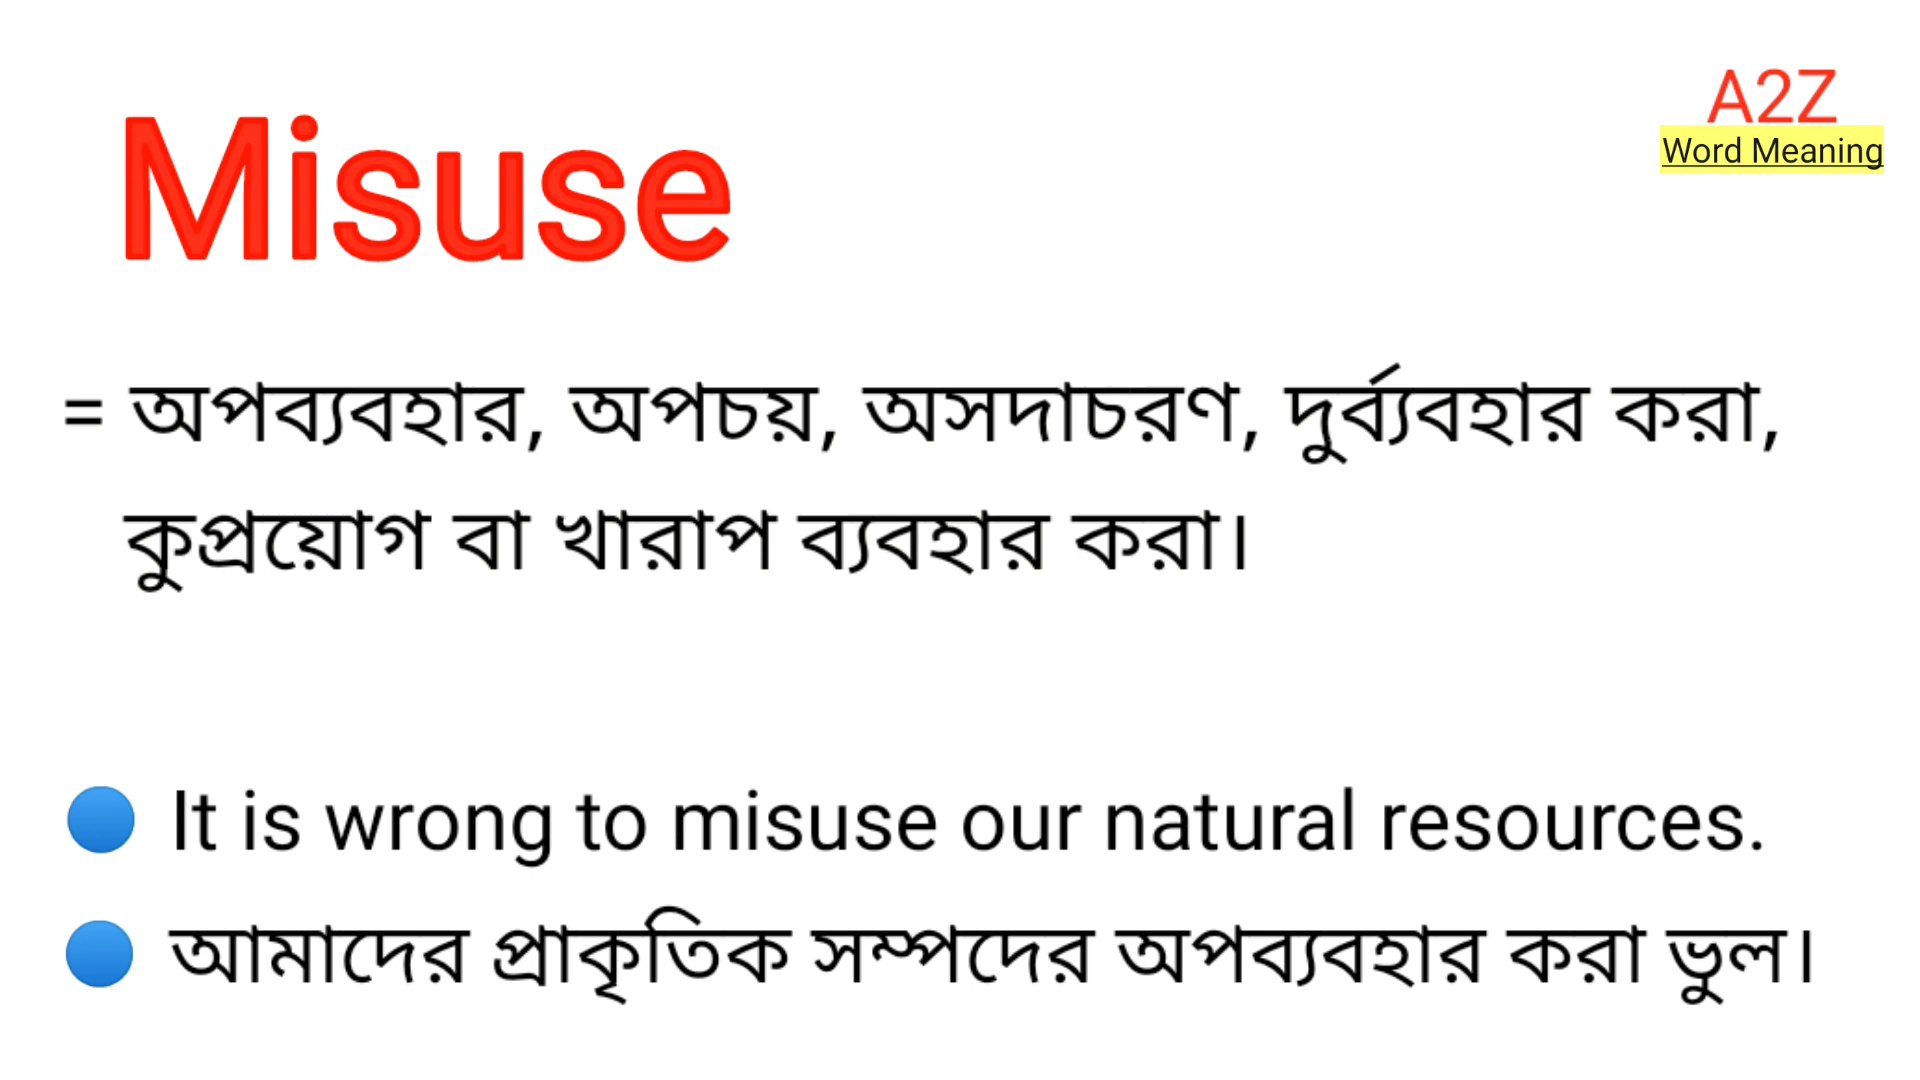 A2Z
Word Meaning
Misuse
= অপব্যবহার, অপচয়, অসদাচরণ, দুর্ব্যবহার করা,
কুপ্রয়োগ বা খারাপ ব্যবহার করা।
It is wrong to misuse our natural resources.
আমাদের প্রাকৃতিক সম্পদের অপব্যবহার করা ভুল।